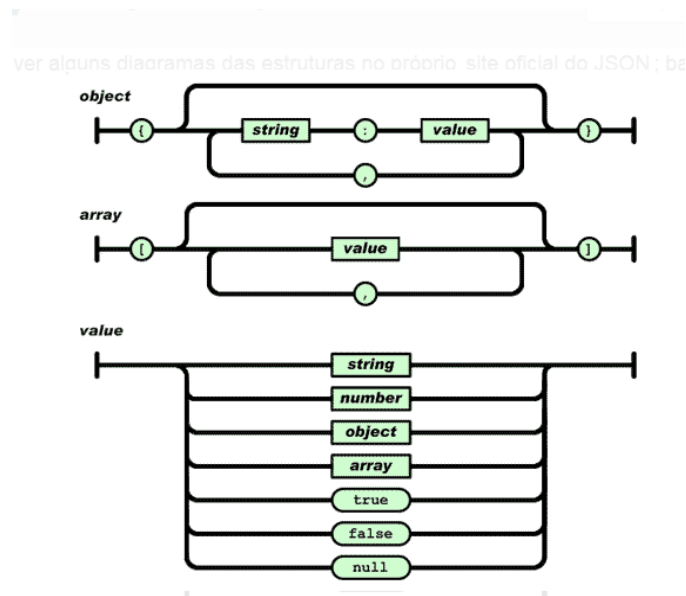 ver alguns diagramas das estruturas no próprio site oficial do JSON ; ba
object
{ string : value }
,
array
[ value ]
,
value
string
number
object
array
true
false
null